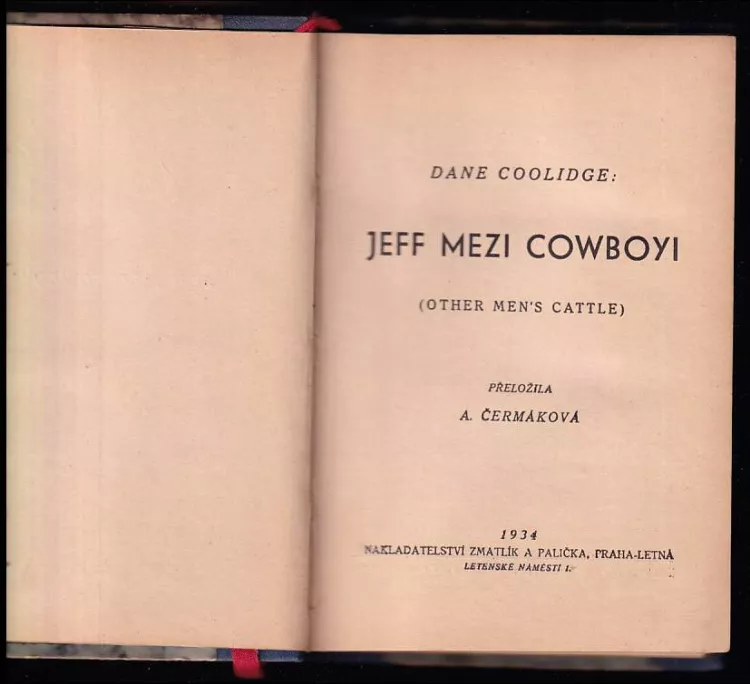 DANE COOLIDGE:
JEFF MEZI COWBOYI
(OTHER MEN'S CATTLE)
PŘELOŽILA
A. ČERMÁKOVÁ
1934
NAKLADATELSTVÍ ZMATLÍK A PALIČKA, PRAHA-LETNÁ
LETENSKÉ NÁMĚSTÍ 1.